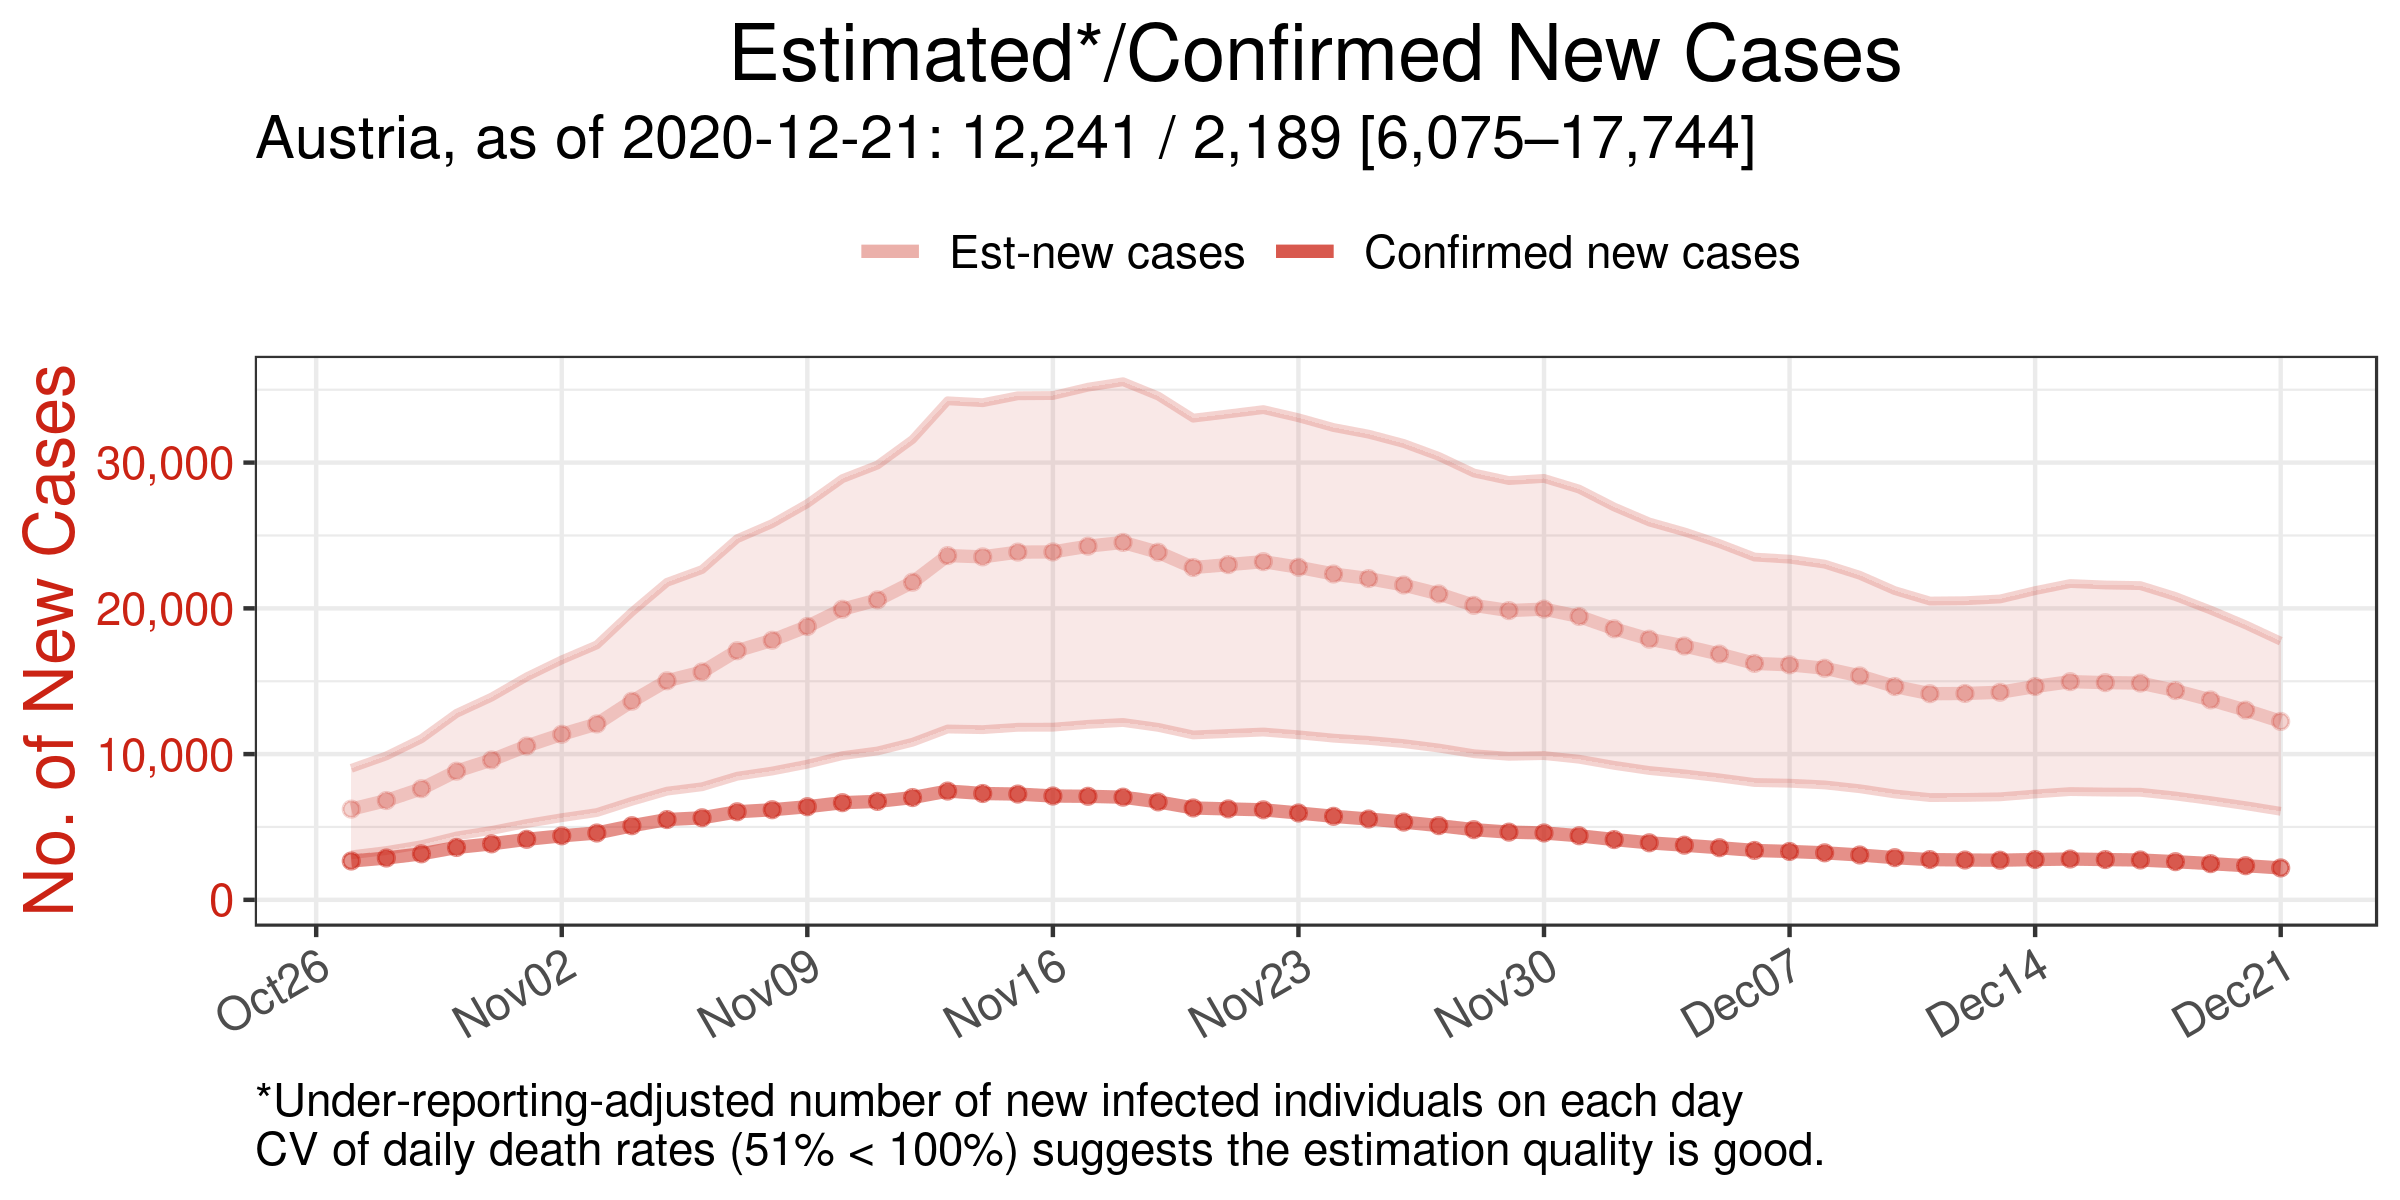 Estimated*/Confirmed New Cases
Austria, as of 2020-12-21: 12,241 / 2,189 [6,075–17,744]
Est-new cases
Confirmed new cases
No. of New Cases
30,000
20,000
10,000
0
Oct26
Nov02
Nov09
Nov16
Nov23
Nov30
Dec07
Dec14
Dec21
*Under-reporting-adjusted number of new infected individuals on each day
CV of daily death rates (51% < 100%) suggests the estimation quality is good.